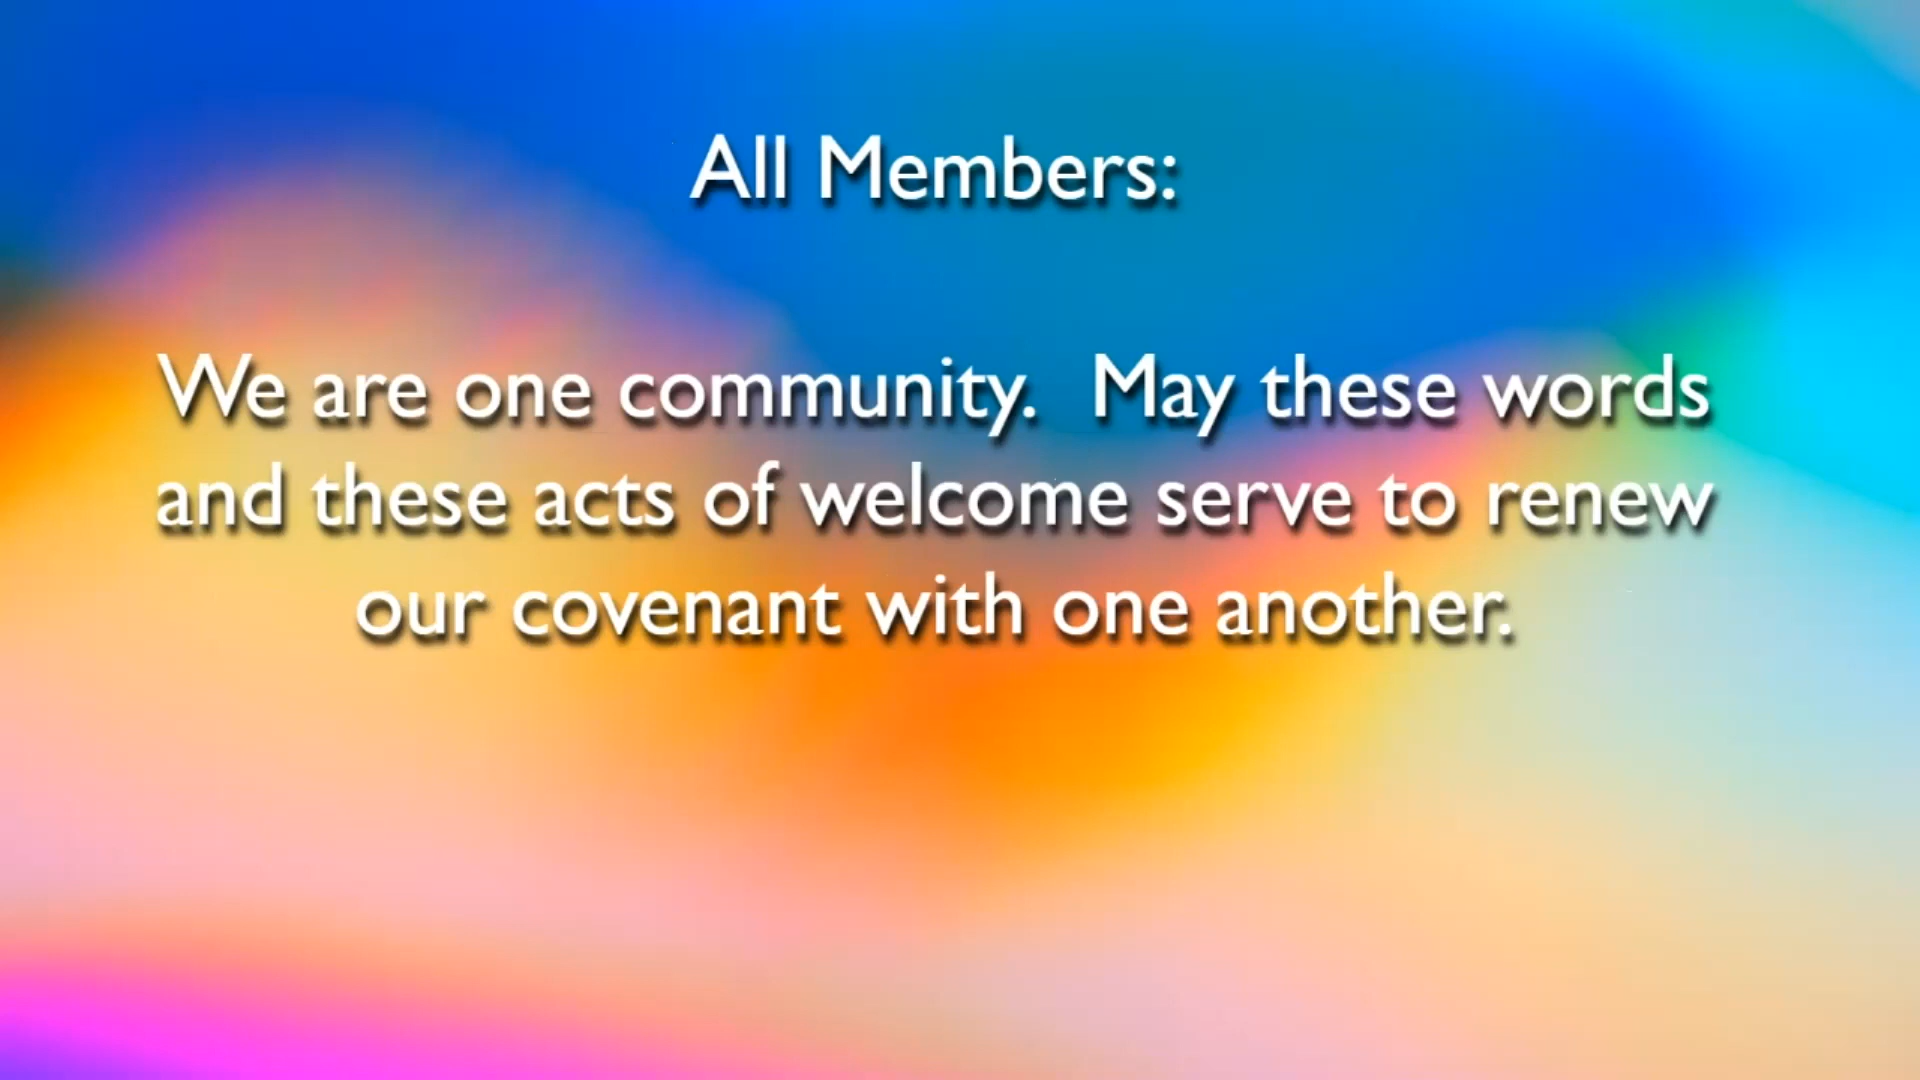 All Members:
We are one community.  May these words
and these acts of welcome serve to renew
our covenant with one another.